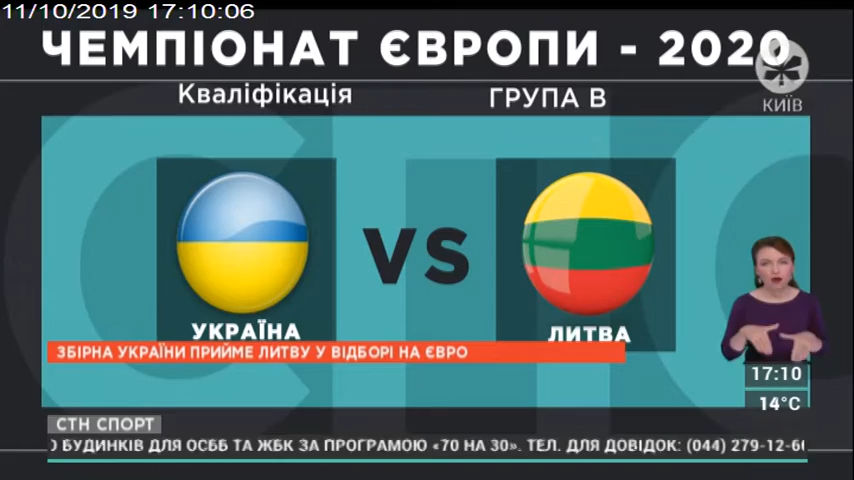 11/10/2019 17:10:06
ЧЕМПІОНАТ ЄВРОПИ - 2020
Кваліфікація
ГРУПА В
КИЇВ
VS
УКРАЇНА
ЛИТВА
ЗБІРНА УКРАЇНИ ПРИЙМЕ ЛИТВУ У ВІДБОРІ НА ЄВРО
17:10
14°C
СТН СПОРТ
БУДИНКІВ ДЛЯ ОСББ ТА ЖБК ЗА ПРОГРАМОЮ «70 НА 30». ТЕЛ. ДЛЯ ДОВІДОК: (044) 279-12-6